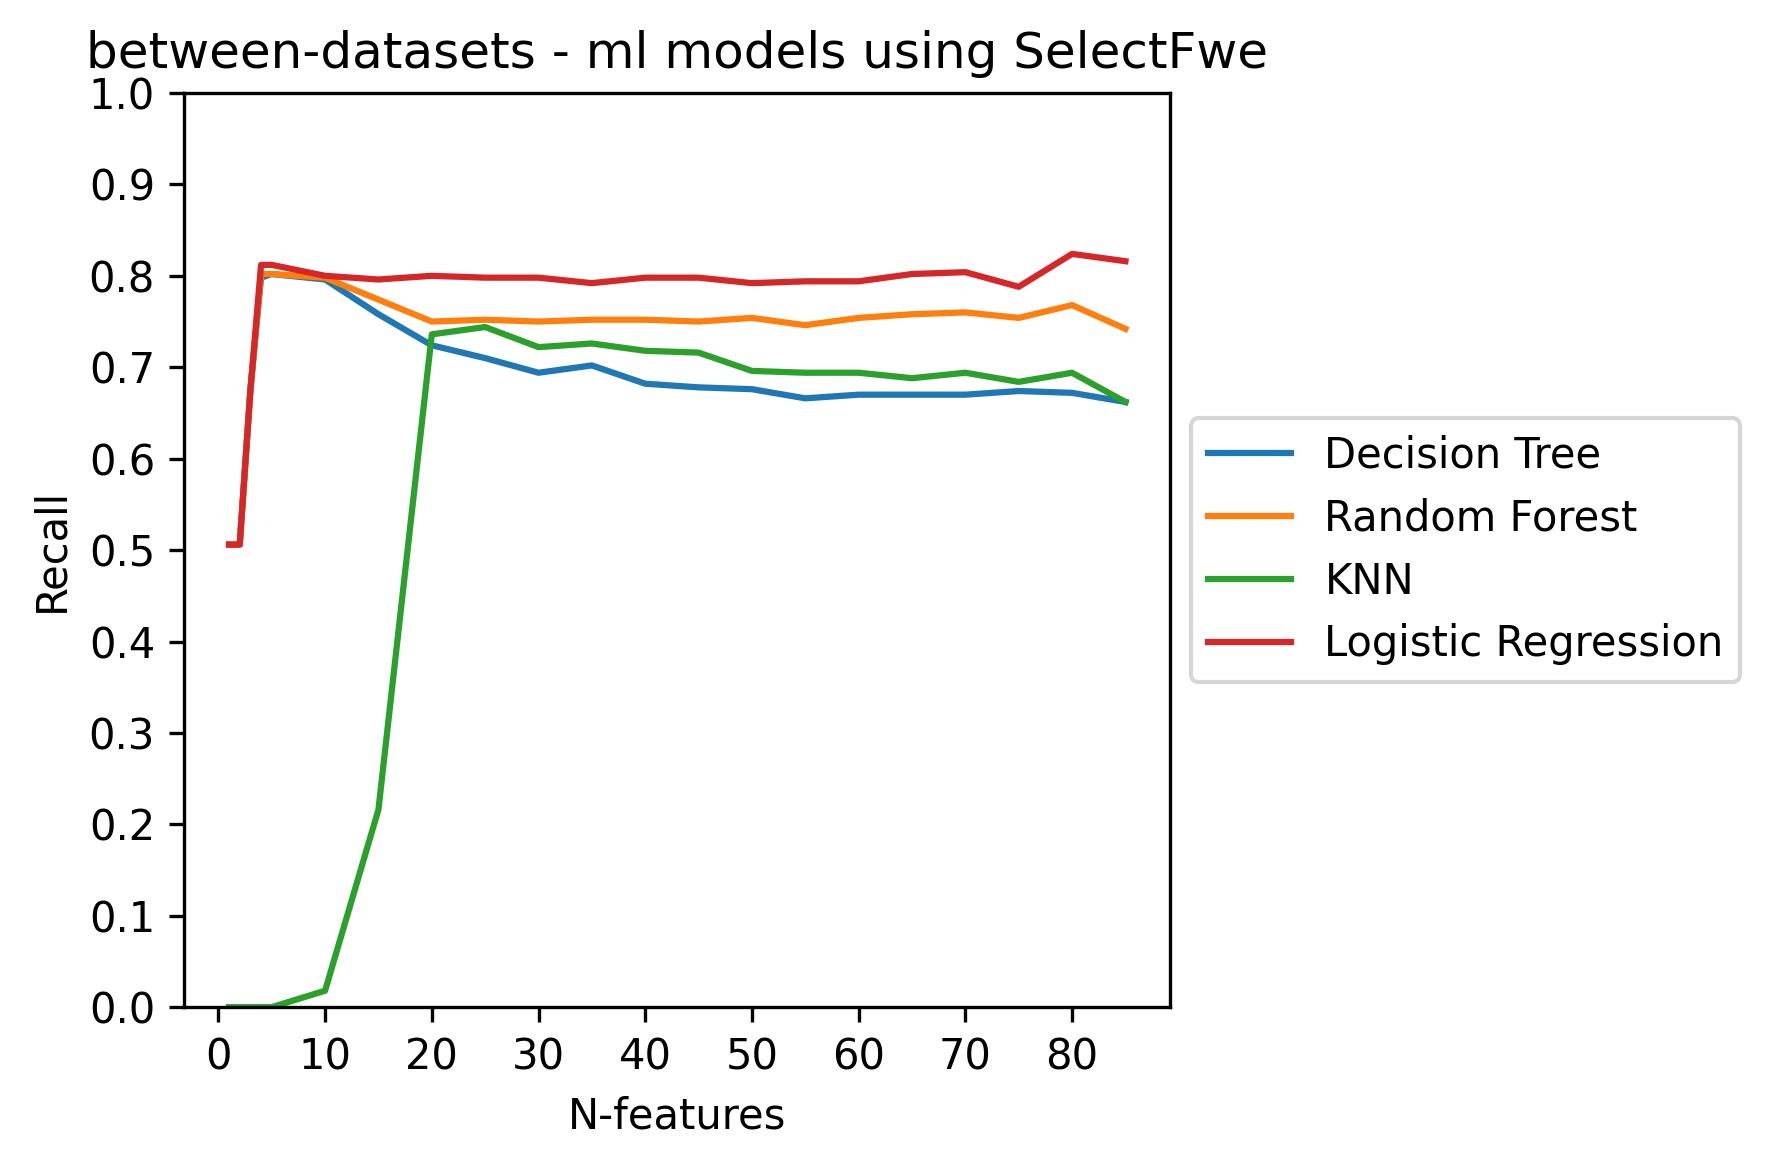 between-datasets - ml models using SelectFwe
1.0
0.9
0.8
0.7
0.6
0.5
0.4
0.3
0.2
0.1
0.0
Recall
0 10 20 30 40 50 60 70 80
N-features
Decision Tree
Random Forest
KNN
Logistic Regression